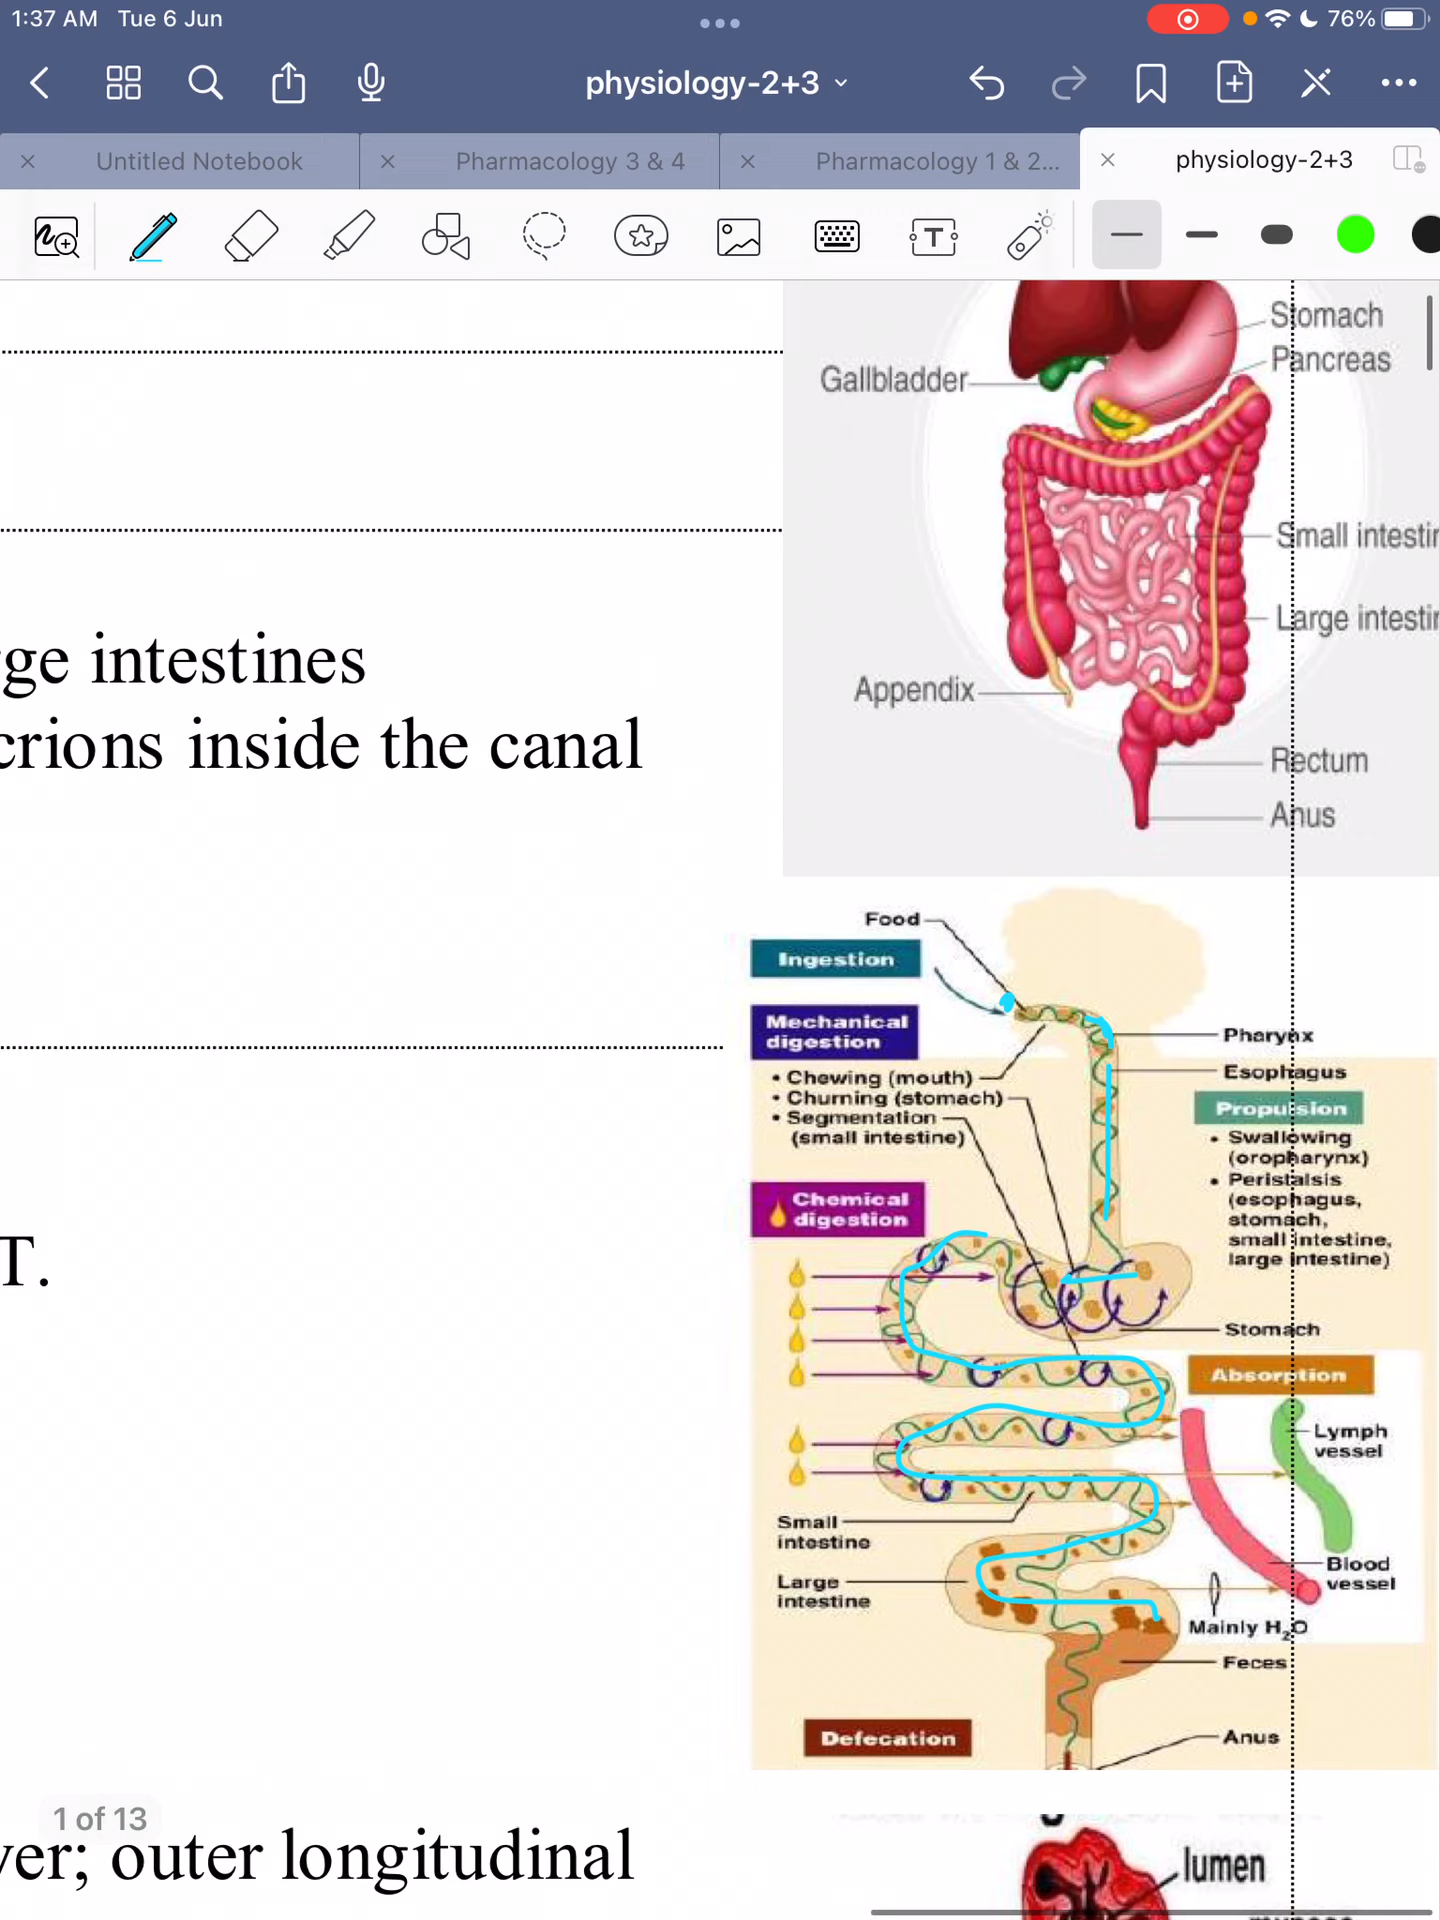 1:37 AM Tue 6 Jun
76%
physiology-2+3
Untitled Notebook
Pharmacology 3 & 4
Pharmacology 1 & 2...
physiology-2+3
T
Stomach
Pancreas
Gallbladder
Small intestin
Large intestin
Appendix
Rectum
Anus
ge intestines
crions inside the canal
Food
Ingestion
Mechanical
digestion
• Chewing (mouth)
• Churning (stomach)
• Segmentation
(small intestine)
Pharynx
Esophagus
Propulsion
• Swallowing
(oropharynx)
• Peristalsis
(esophagus,
stomach,
small intestine,
large intestine)
Chemical
digestion
T.
Stomach
Absorption
Lymph
vessel
Small
intestine
Large
intestine
Blood
vessel
Mainly H₂O
Feces
Defecation
Anus
1 of 13
ver; outer longitudinal
lumen